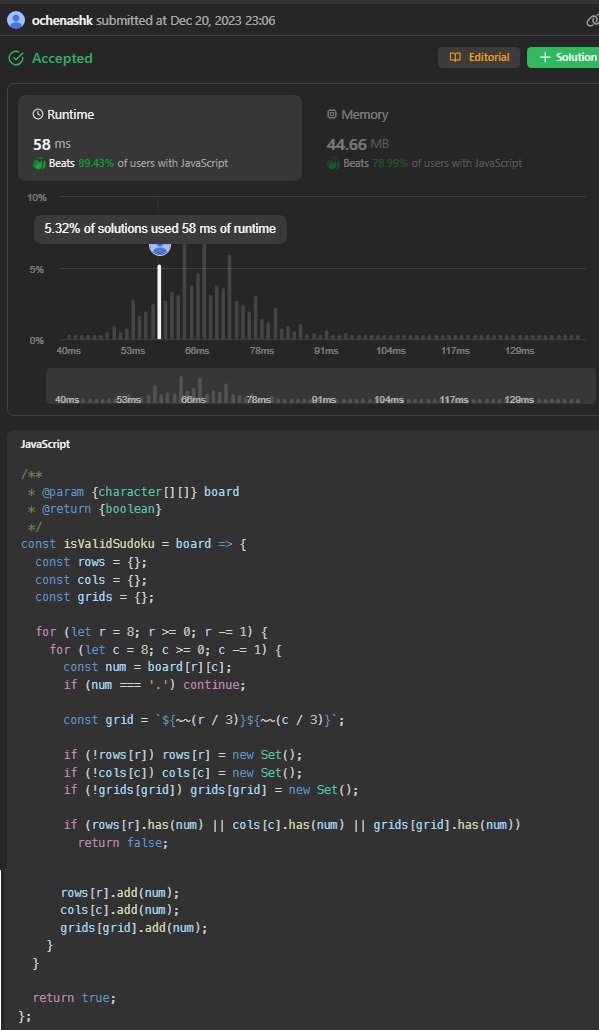 ochenashk submitted at Dec 20, 2023 23:06
Accepted
Editorial
+ Solution
Runtime
58 ms
Beats 89.43% of users with JavaScript
Memory
44.66 MB
Beats 78.99% of users with JavaScript
10%
5.32% of solutions used 58 ms of runtime
5%
0%
40ms 53ms 66ms 78ms 91ms 104ms 117ms 129ms
40ms 53ms 66ms 78ms 91ms 104ms 117ms 129ms
JavaScript
/**
 * @param {character[][]} board
 * @return {boolean}
 */
const isValidSudoku = board => {
  const rows = {};
  const cols = {};
  const grids = {};

  for (let r = 8; r >= 0; r -= 1) {
    for (let c = 8; c >= 0; c -= 1) {
      const num = board[r][c];
      if (num === '.') continue;

      const grid = `${~~(r / 3)}${~~(c / 3)}`;

      if (!rows[r]) rows[r] = new Set();
      if (!cols[c]) cols[c] = new Set();
      if (!grids[grid]) grids[grid] = new Set();

      if (rows[r].has(num) || cols[c].has(num) || grids[grid].has(num))
        return false;

      rows[r].add(num);
      cols[c].add(num);
      grids[grid].add(num);
    }
  }

  return true;
};